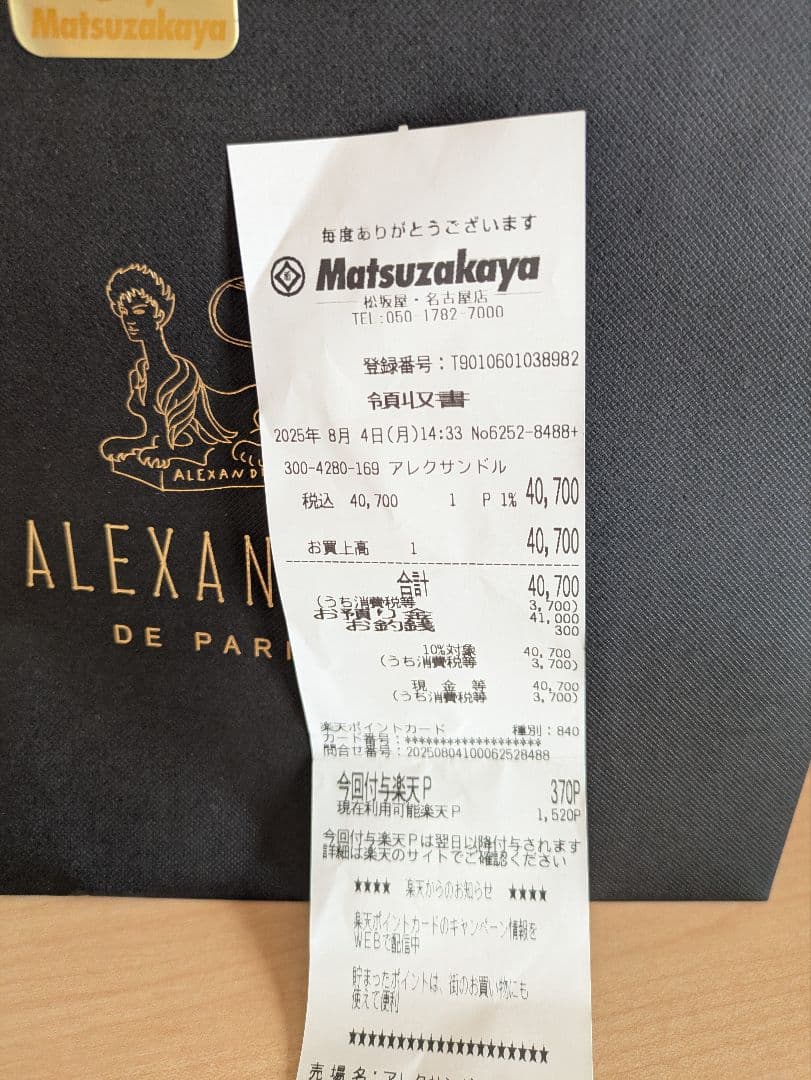 Matsuzakaya
毎度ありがとうございます
Matsuzakaya
松坂屋・名古屋店
TEL:050-1782-7000
登録番号:T9010601038982
領収書
2025年 8月 4日(月)14:33 No6252-8488+
300-4280-169 アレクサンドル
税込 40,700 1 P 1% 40,700
お買上高 1 40,700
合計 40,700
(うち消費税等 3,700)
お預り金 41,000
お釣銭 300
10%対象 40,700
(うち消費税等 3,700)
現 金 等 40,700
(うち消費税等 3,700)
楽天ポイントカード 種別:840
カード番号:*******************
問合せ番号:20250804100062528488
今回付与楽天P 370P
現在利用可能楽天P 1,520P
今回付与楽天Pは翌日以降付与されます
詳細は楽天のサイトでご確認ください
★★★★ 楽天からのお知らせ ★★★★
楽天ポイントカードのキャンペーン情報を
WEBで配信中
貯まったポイントは、街のお買い物にも
使えて便利
★★★★★★★★★★★★★★★★★★★★
売 場 名:アレクサンド
ALEXAND
ALEXAN
DE PARI